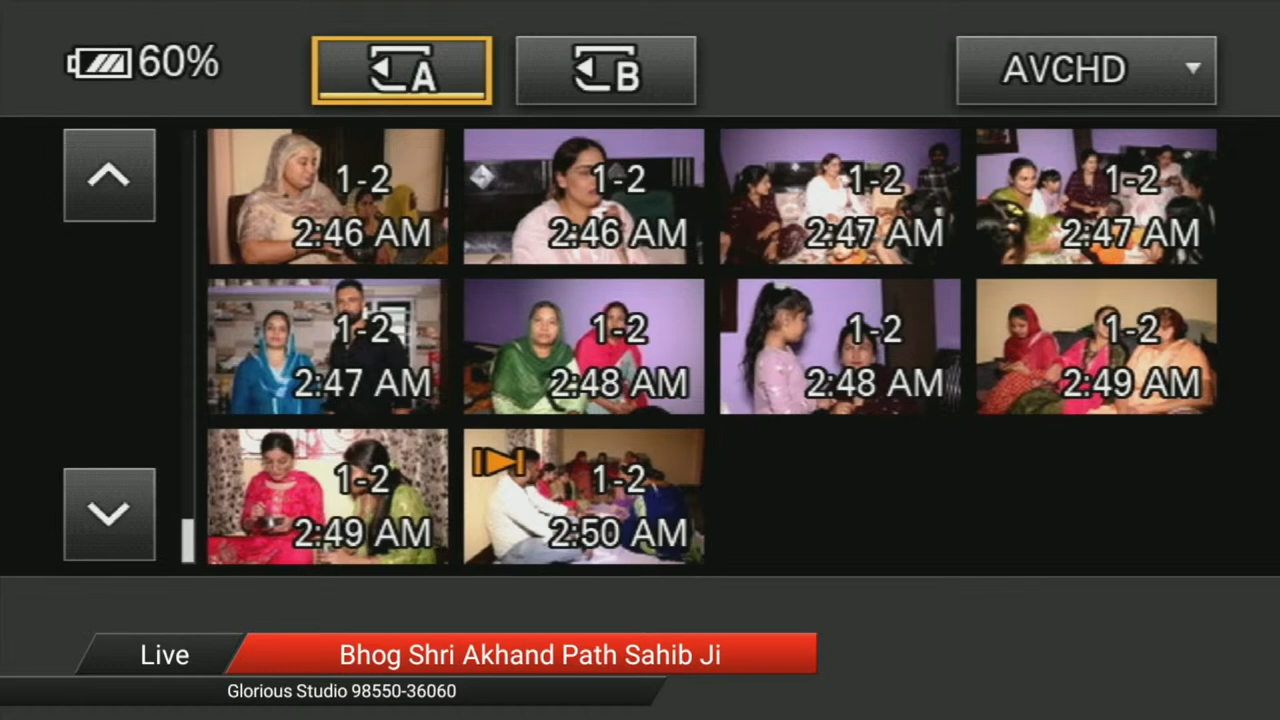 60%
A
B
AVCHD
1-2
2:46 AM
1-2
2:46 AM
1-2
2:47 AM
1-2
2:47 AM
1-2
2:47 AM
1-2
2:48 AM
1-2
2:48 AM
1-2
2:49 AM
1-2
2:49 AM
1-2
2:50 AM
Live
Bhog Shri Akhand Path Sahib Ji
Glorious Studio 98550-36060